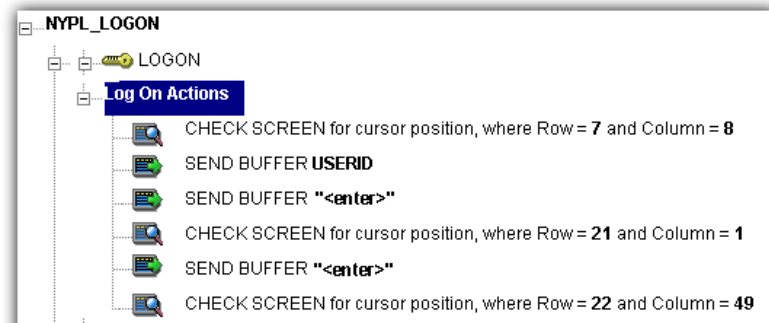 NYPL_LOGON
LOGON
Log On Actions
CHECK SCREEN for cursor position, where Row = 7 and Column = 8
SEND BUFFER USERID
SEND BUFFER "<enter>"
CHECK SCREEN for cursor position, where Row = 21 and Column = 1
SEND BUFFER "<enter>"
CHECK SCREEN for cursor position, where Row = 22 and Column = 49